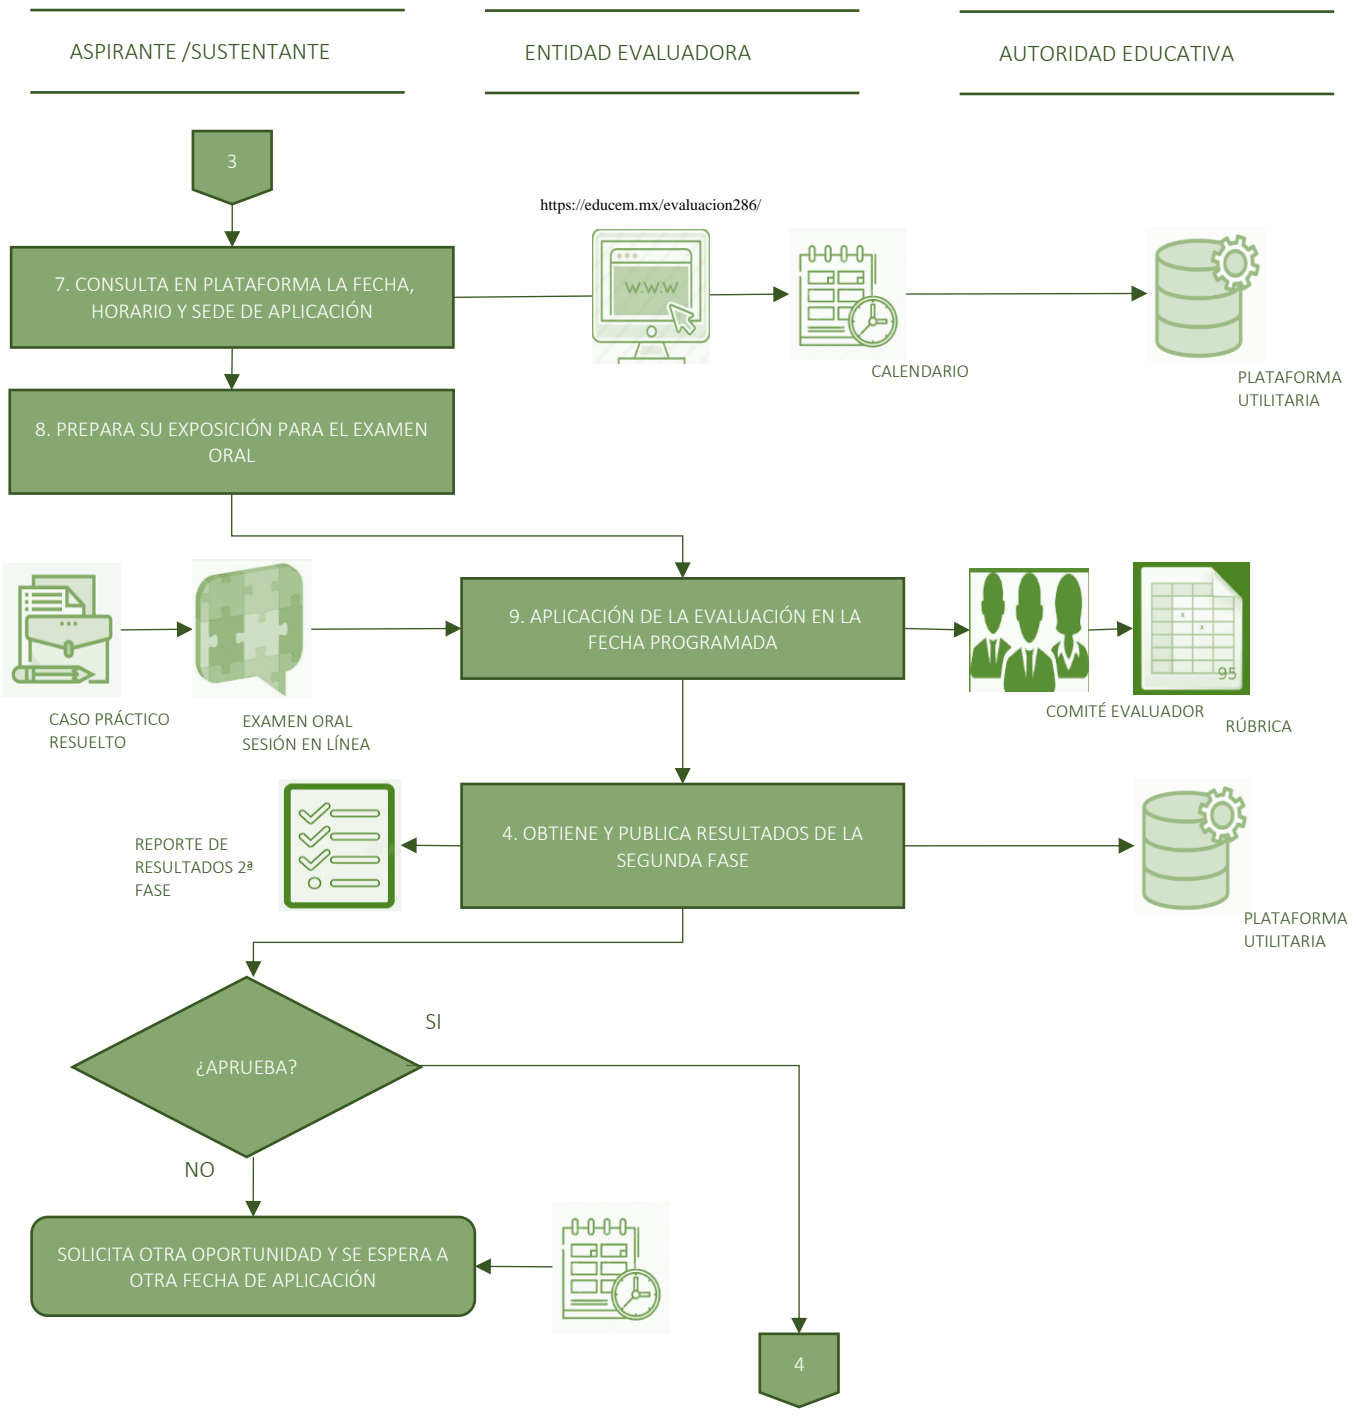 ASPIRANTE /SUSTENTANTE
ENTIDAD EVALUADORA
AUTORIDAD EDUCATIVA
3
https://educem.mx/evaluacion286/
7. CONSULTA EN PLATAFORMA LA FECHA,
HORARIO Y SEDE DE APLICACIÓN
W.W.W
CALENDARIO
PLATAFORMA
UTILITARIA
8. PREPARA SU EXPOSICIÓN PARA EL EXAMEN
ORAL
9. APLICACIÓN DE LA EVALUACIÓN EN LA
FECHA PROGRAMADA
x
x
95
CASO PRÁCTICO
RESUELTO
EXAMEN ORAL
SESIÓN EN LÍNEA
COMITÉ EVALUADOR
RÚBRICA
REPORTE DE
RESULTADOS 2ª
FASE
4. OBTIENE Y PUBLICA RESULTADOS DE LA
SEGUNDA FASE
PLATAFORMA
UTILITARIA
SI
¿APRUEBA?
NO
SOLICITA OTRA OPORTUNIDAD Y SE ESPERA A
OTRA FECHA DE APLICACIÓN
4